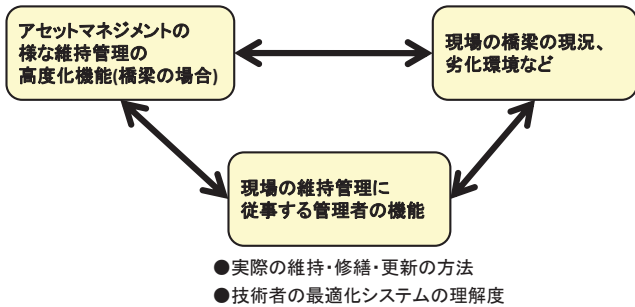 アセットマネジメントの
様な維持管理の
高度化機能(橋梁の場合)
現場の橋梁の現況、
劣化環境など
現場の維持管理に
従事する管理者の機能
●実際の維持・修繕・更新の方法
●技術者の最適化システムの理解度